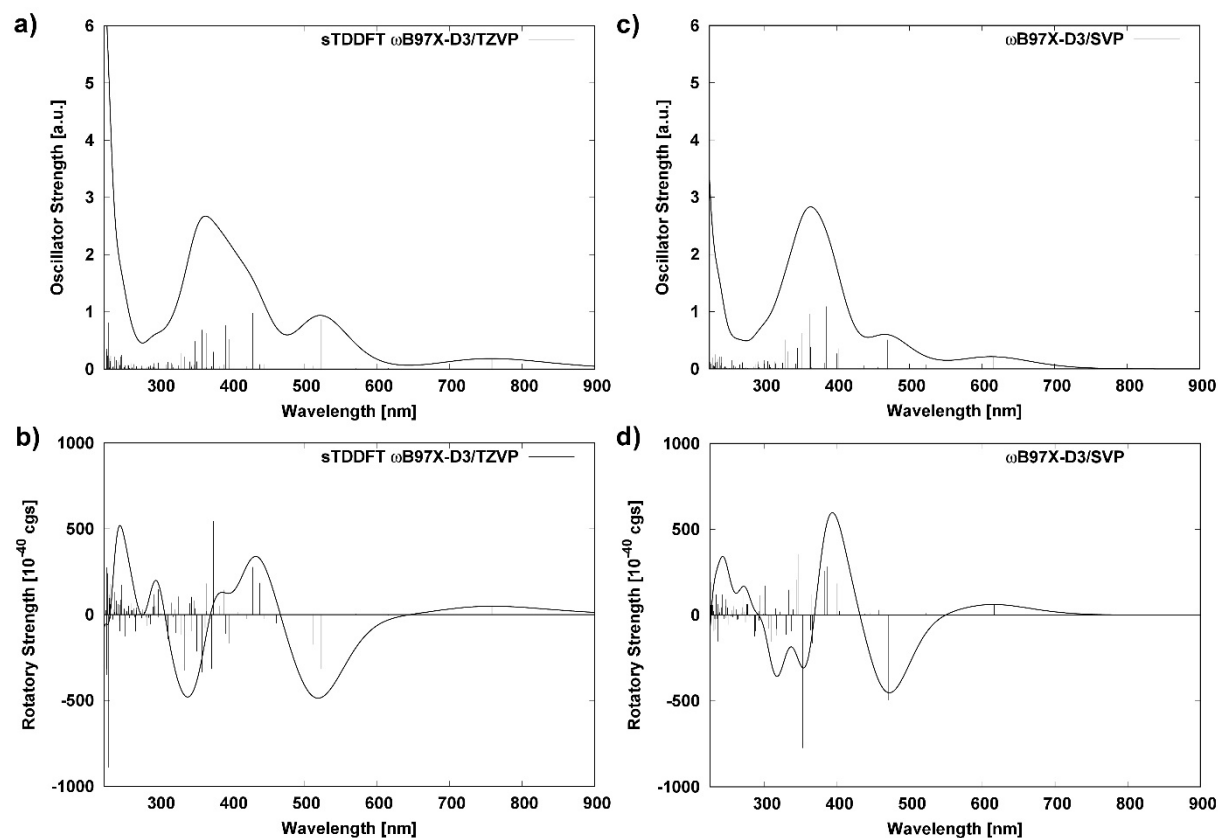 a)
sTDDFT ωB97X-D3/TZVP
Oscillator Strength [a.u.]
6
5
4
3
2
1
0
300 400 500 600 700 800 900
Wavelength [nm]
c)
ωB97X-D3/SVP
Oscillator Strength [a.u.]
6
5
4
3
2
1
0
300 400 500 600 700 800 900
Wavelength [nm]
b)
sTDDFT ωB97X-D3/TZVP
Rotatory Strength [10⁻⁴⁰ cgs]
1000
500
0
-500
-1000
300 400 500 600 700 800 900
Wavelength [nm]
d)
ωB97X-D3/SVP
Rotatory Strength [10⁻⁴⁰ cgs]
1000
500
0
-500
-1000
300 400 500 600 700 800 900
Wavelength [nm]